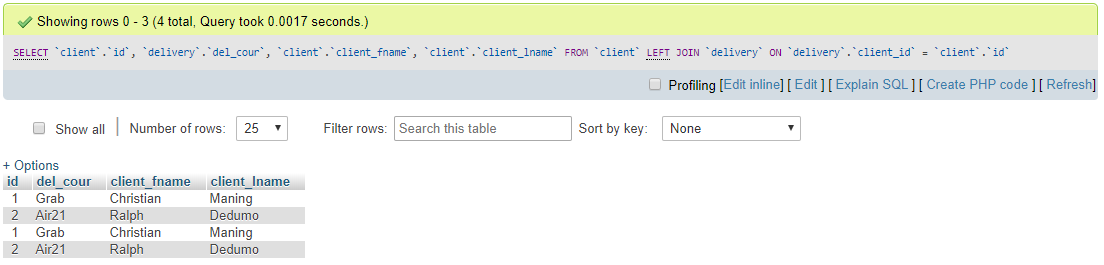 Showing rows 0 - 3 (4 total, Query took 0.0017 seconds.)
SELECT `client`.`id`, `delivery`.`del_cour`, `client`.`client_fname`, `client`.`client_lname` FROM `client` LEFT JOIN `delivery` ON `delivery`.`client_id` = `client`.`id`
Profiling [Edit inline] [ Edit ] [ Explain SQL ] [ Create PHP code ] [ Refresh]
Show all | Number of rows: 25 Filter rows: Search this table Sort by key: None
+ Options
id del_cour client_fname client_lname
1 Grab Christian Maning
2 Air21 Ralph Dedumo
1 Grab Christian Maning
2 Air21 Ralph Dedumo